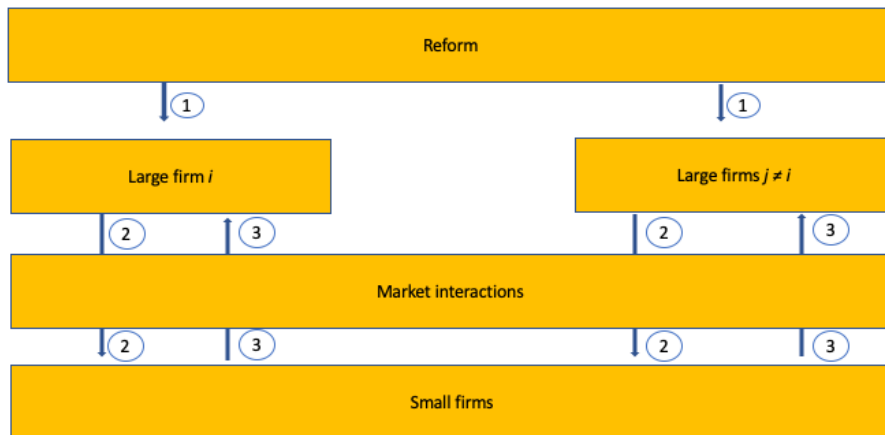 Reform
1 1
Large firm i Large firms j ≠ i
2 3 2 3
Market interactions
2 3 2 3
Small firms